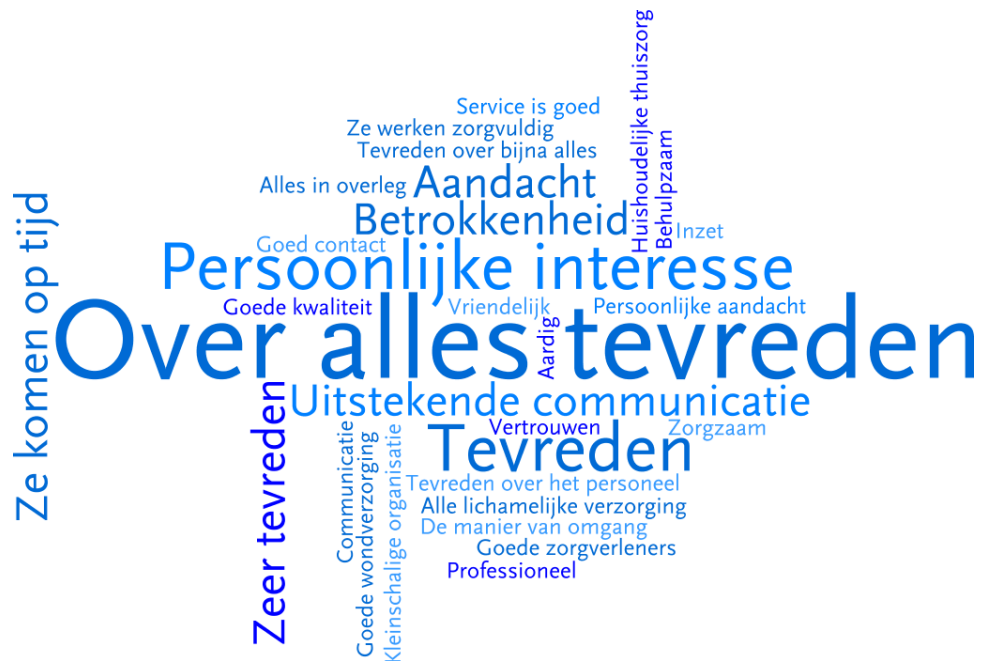 Huishoudelijke thuiszorg
Service is goed
Ze werken zorgvuldig
Behulpzaam
Tevreden over bijna alles
Alles in overleg
Aandacht
Ze komen op tijd
Betrokkenheid
Inzet
Goed contact
Persoonlijke interesse
Goede kwaliteit
Vriendelijk
Persoonlijke aandacht
Over alles tevreden
Aardig
Zeer tevreden
Uitstekende communicatie
Vertrouwen
Zorgzaam
Communicatie
Goede wondverzorging
Kleinschalige organisatie
Tevreden
Tevreden over het personeel
Alle lichamelijke verzorging
De manier van omgang
Goede zorgverleners
Professioneel